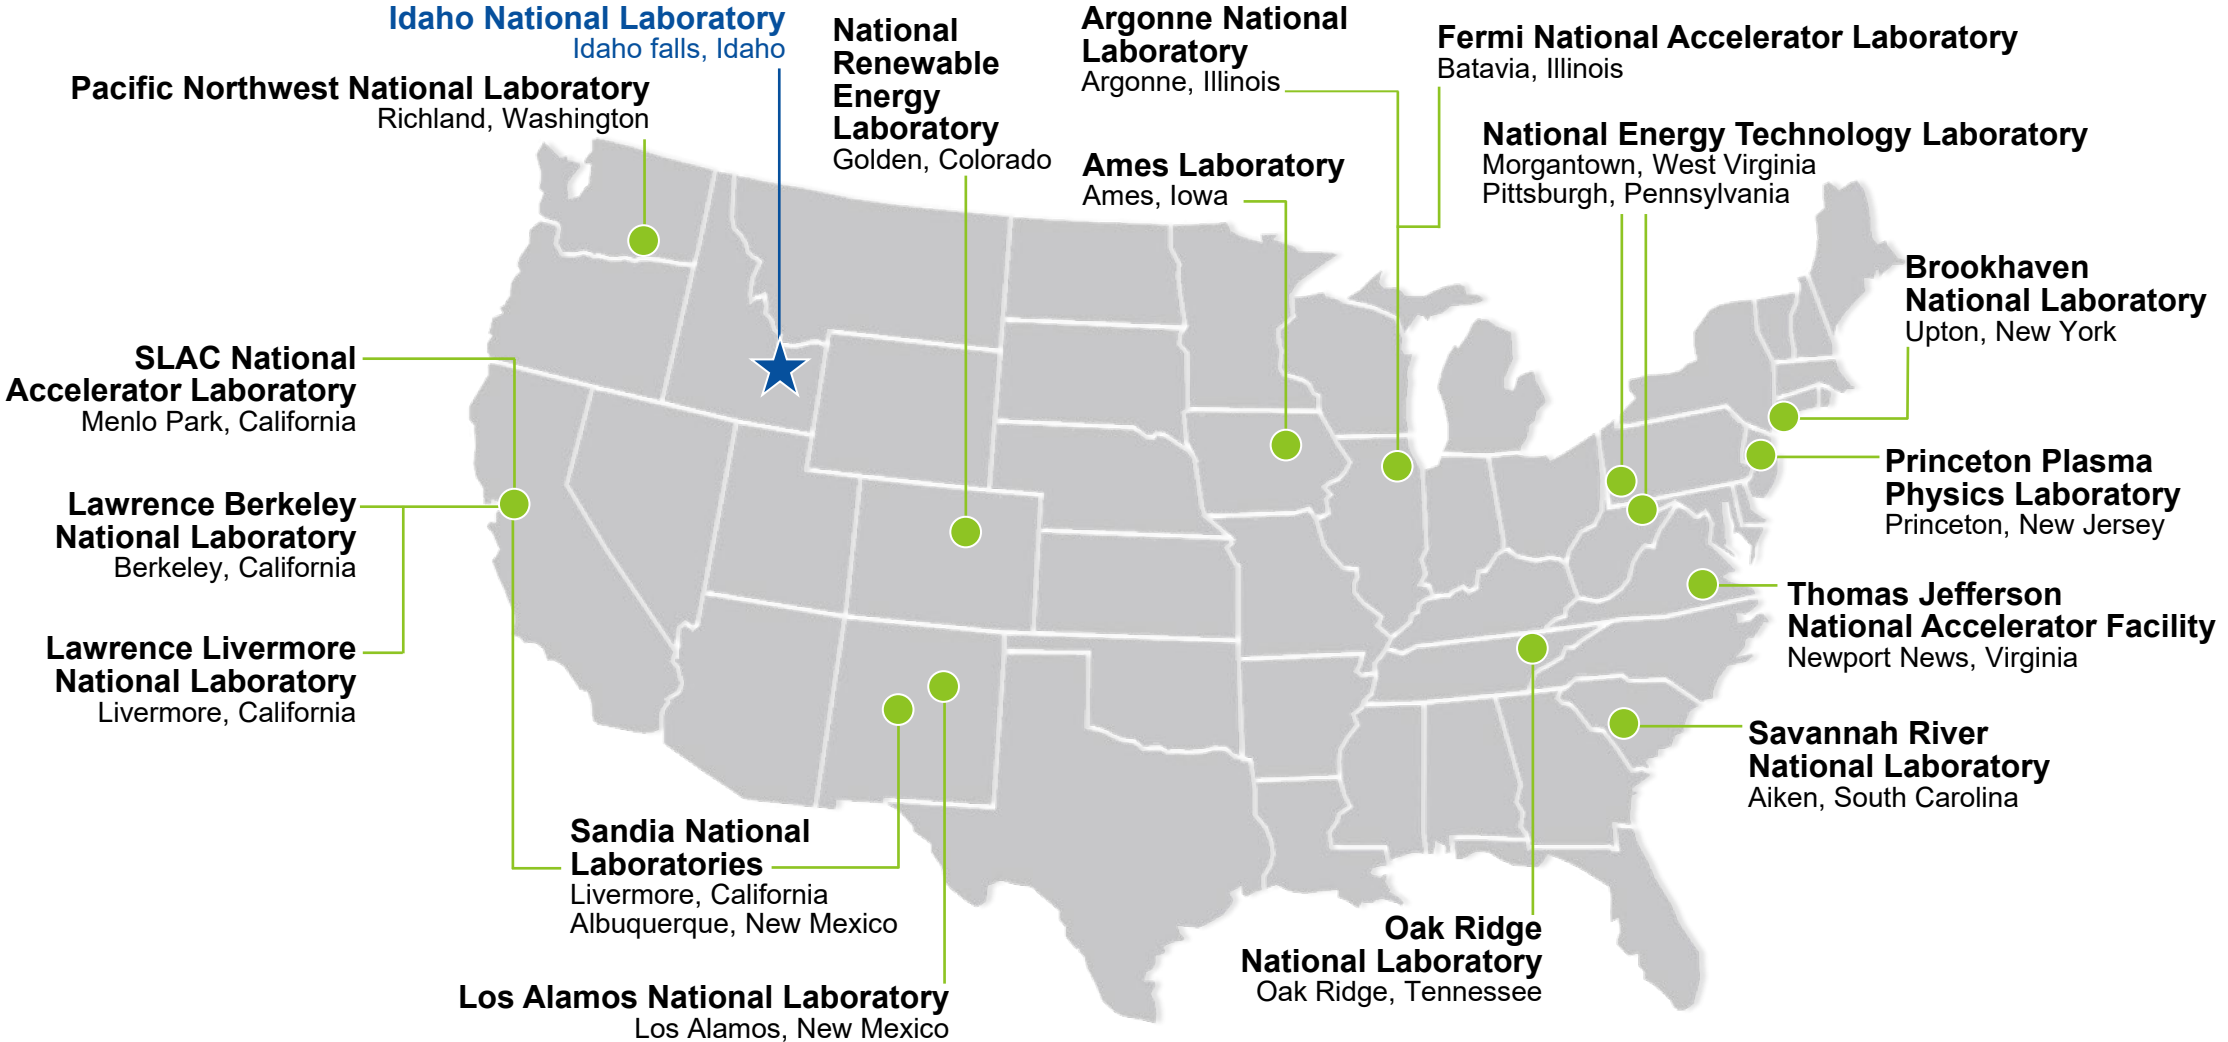 Idaho National Laboratory
Idaho falls, Idaho
Pacific Northwest National Laboratory
Richland, Washington
National
Renewable
Energy
Laboratory
Golden, Colorado
Argonne National
Laboratory
Argonne, Illinois
Ames Laboratory
Ames, Iowa
Fermi National Accelerator Laboratory
Batavia, Illinois
National Energy Technology Laboratory
Morgantown, West Virginia
Pittsburgh, Pennsylvania
Brookhaven
National Laboratory
Upton, New York
SLAC National
Accelerator Laboratory
Menlo Park, California
Lawrence Berkeley
National Laboratory
Berkeley, California
Lawrence Livermore
National Laboratory
Livermore, California
Princeton Plasma
Physics Laboratory
Princeton, New Jersey
Thomas Jefferson
National Accelerator Facility
Newport News, Virginia
Savannah River
National Laboratory
Aiken, South Carolina
Sandia National
Laboratories
Livermore, California
Albuquerque, New Mexico
Los Alamos National Laboratory
Los Alamos, New Mexico
Oak Ridge
National Laboratory
Oak Ridge, Tennessee